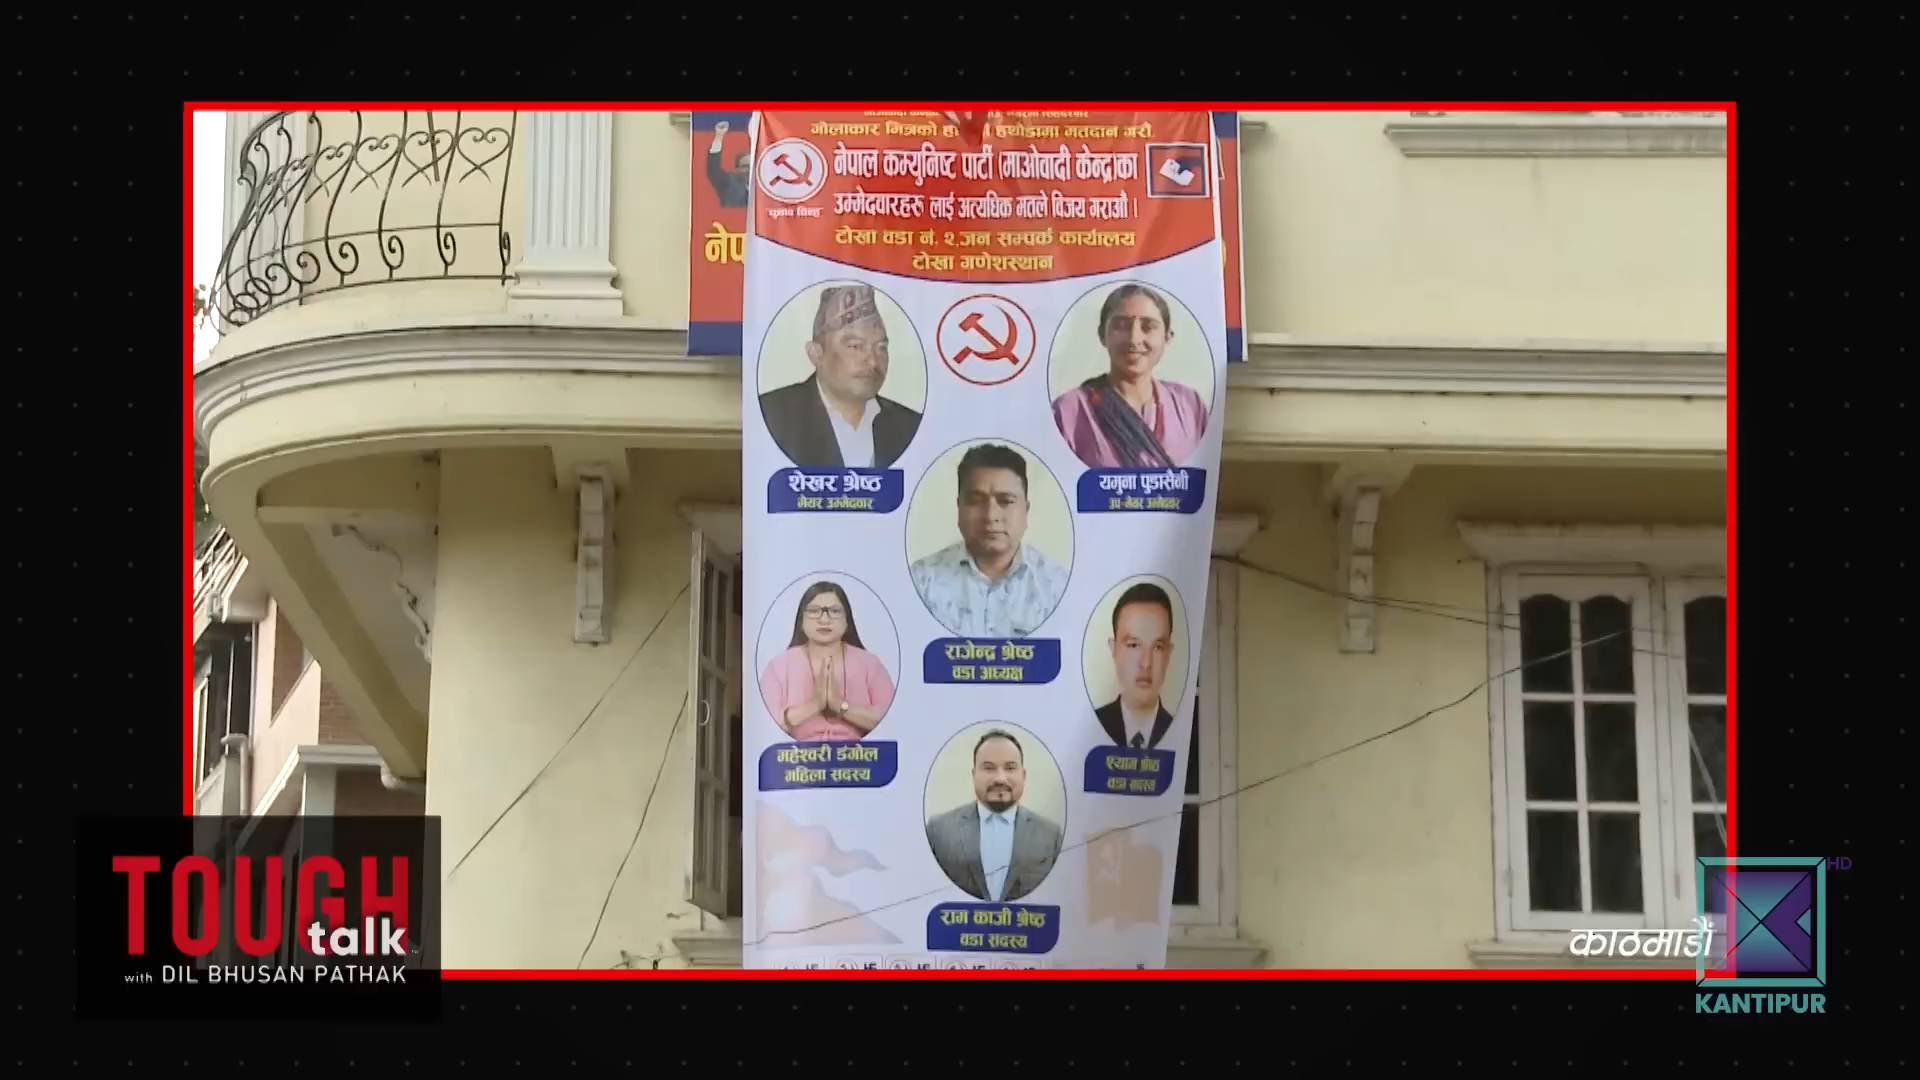 गोलाकार भित्रको हँसिया हथौडामा मतदान गरौं.
नेपाल कम्युनिष्ट पार्टी (माओवादी केन्द्र)का
उम्मेदवारहरु लाई अत्यधिक मतले विजय गराऔं ।
चुनाव चिन्ह
टोखा वडा नं. २, जन सम्पर्क कार्यालय
टोखा गणेशस्थान
नेप
शेखर श्रेष्ठ
मेयर उम्मेदवार
यमुना पुडासैनी
उप-मेयर उम्मेदवार
राजेन्द्र श्रेष्ठ
वडा अध्यक्ष
महेश्वरी डंगोल
महिला सदस्य
श्याम श्रेष्ठ
वडा सदस्य
राम काजी श्रेष्ठ
वडा सदस्य
TOUGH
talk
with DIL BHUSAN PATHAK
काठमाडौं
HD
KANTIPUR